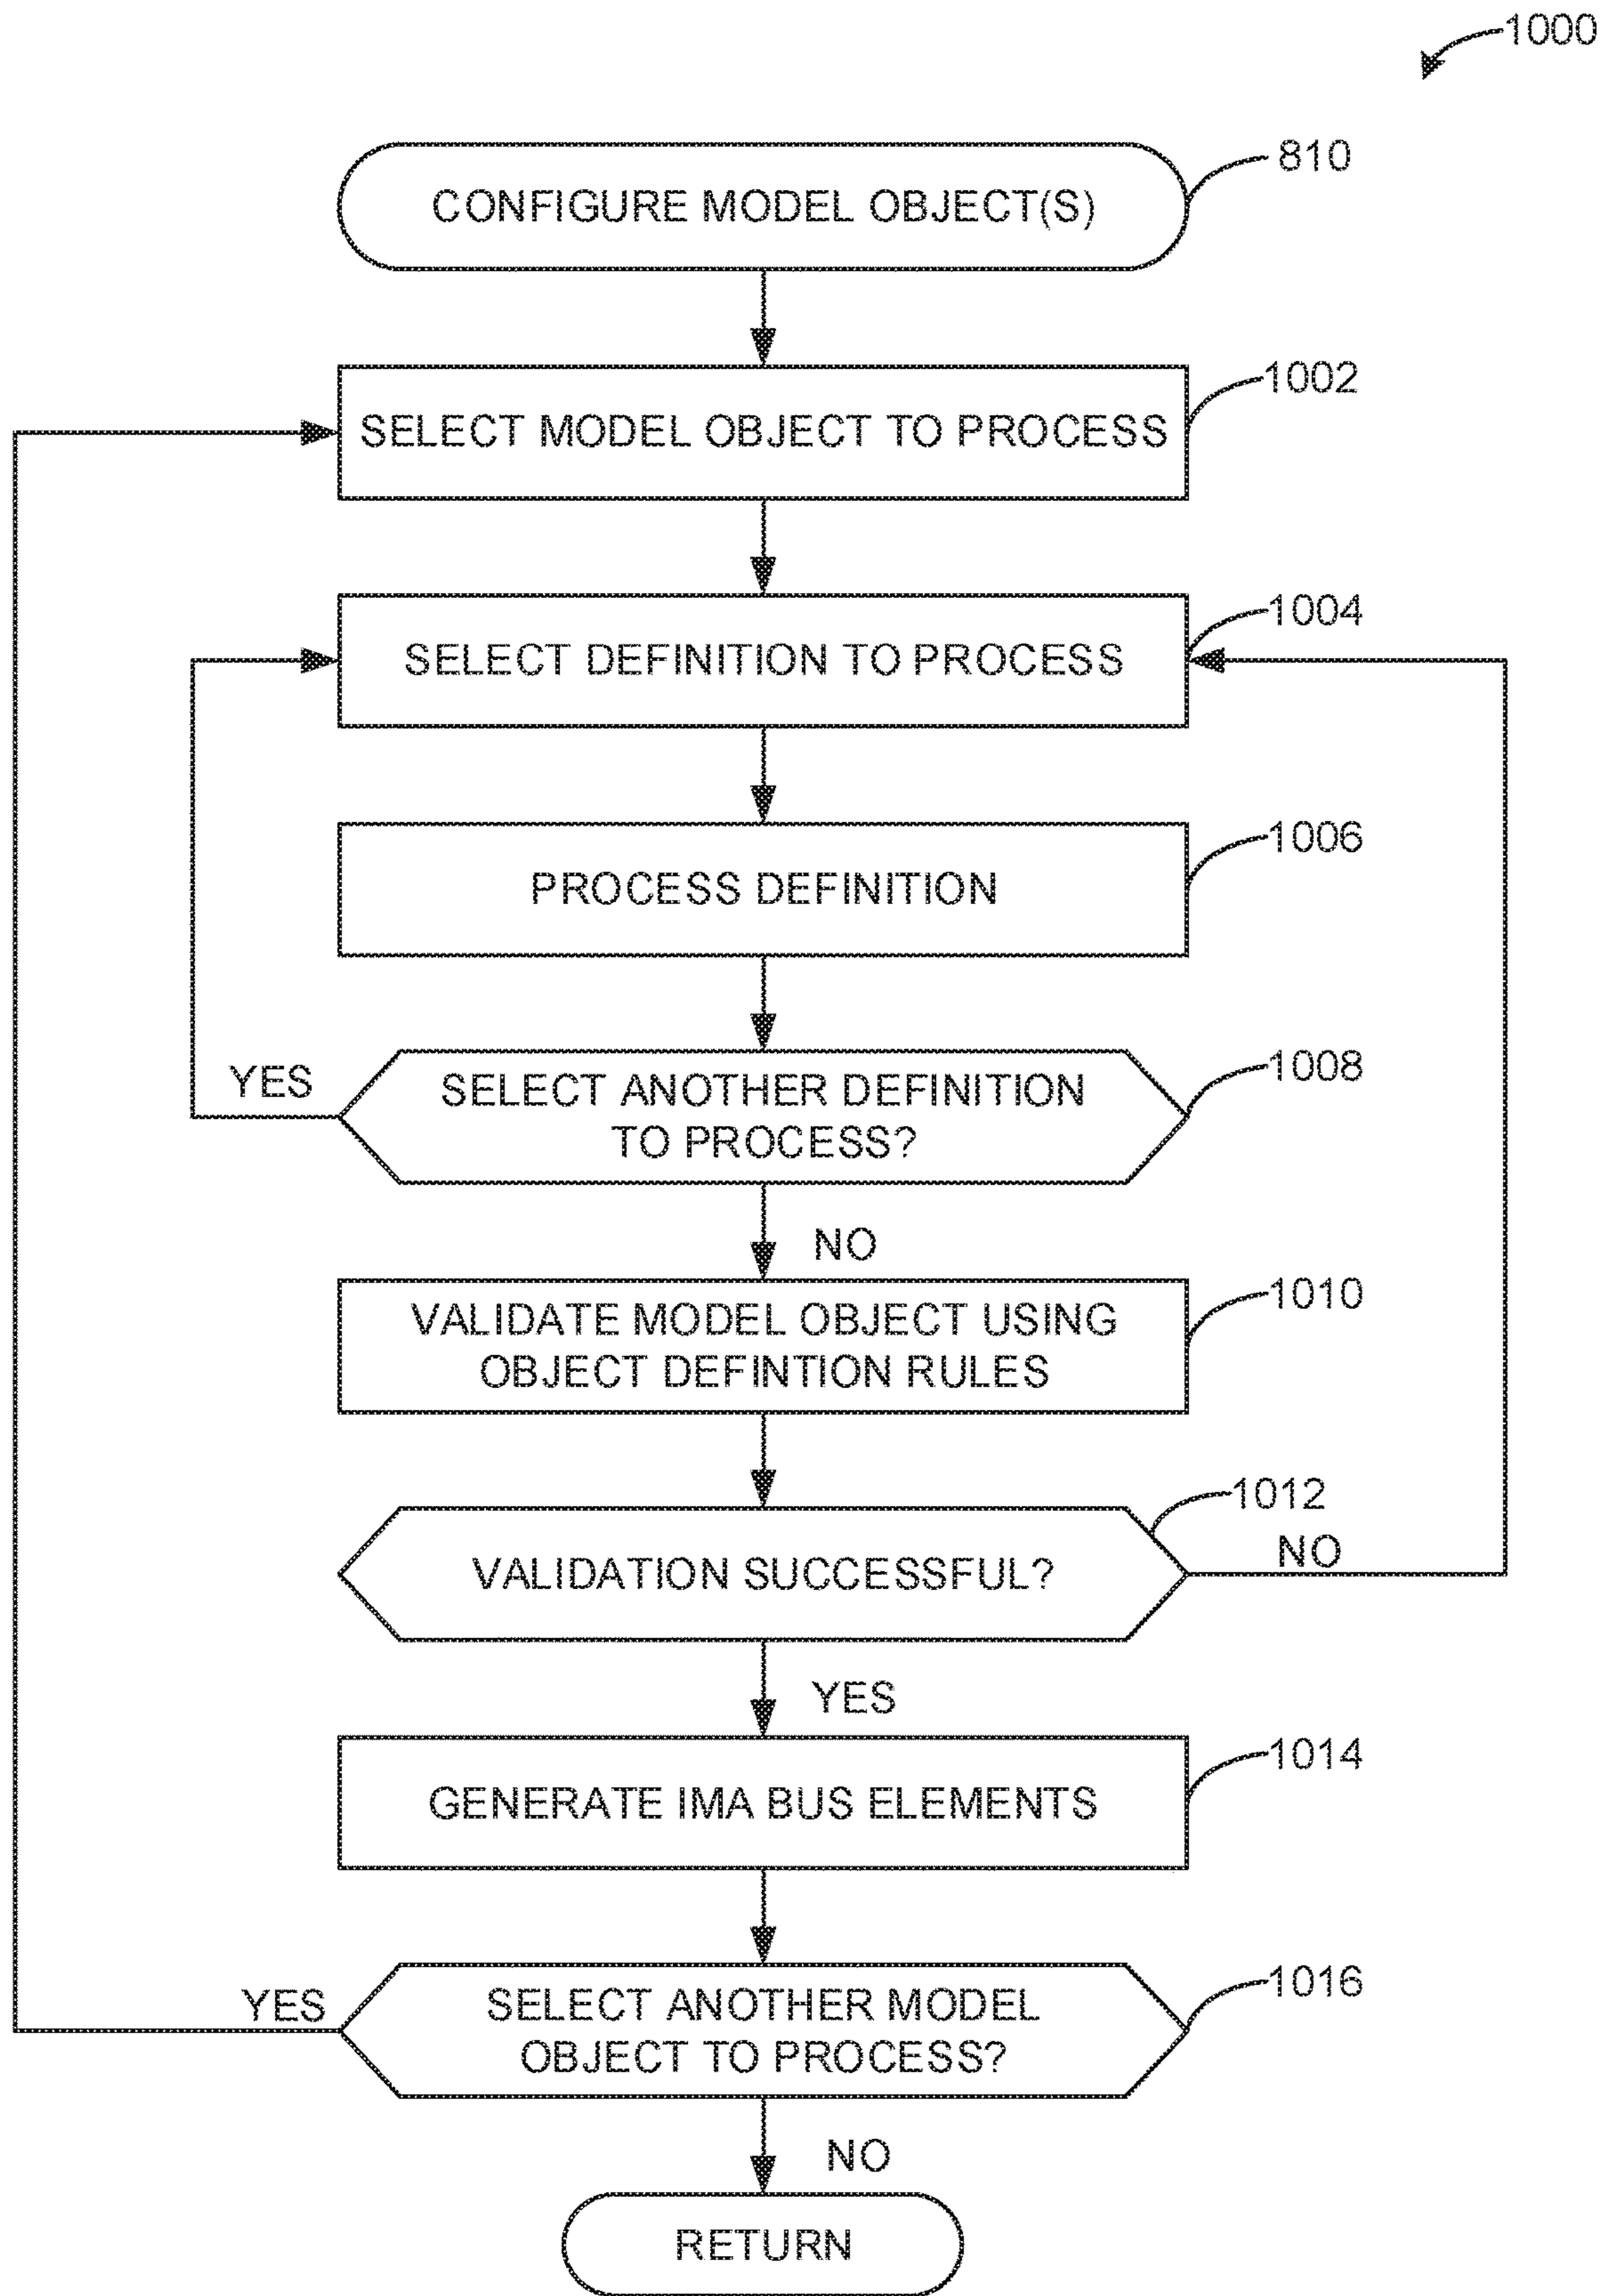 1000
810
CONFIGURE MODEL OBJECT(S)
1002
SELECT MODEL OBJECT TO PROCESS
1004
SELECT DEFINITION TO PROCESS
1006
PROCESS DEFINITION
1008
YES
SELECT ANOTHER DEFINITION
TO PROCESS?
NO
1010
VALIDATE MODEL OBJECT USING
OBJECT DEFINTION RULES
1012
VALIDATION SUCCESSFUL?
NO
YES
1014
GENERATE IMA BUS ELEMENTS
1016
YES
SELECT ANOTHER MODEL
OBJECT TO PROCESS?
NO
RETURN